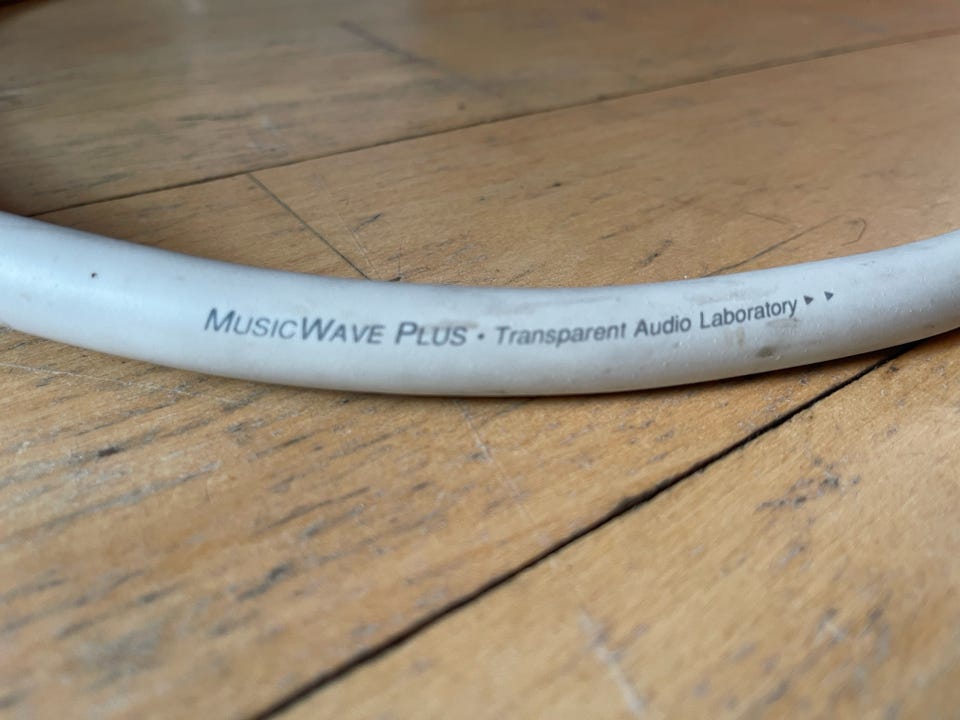 MUSICWAVE PLUS • Transparent Audio Laboratory ▸ ▸